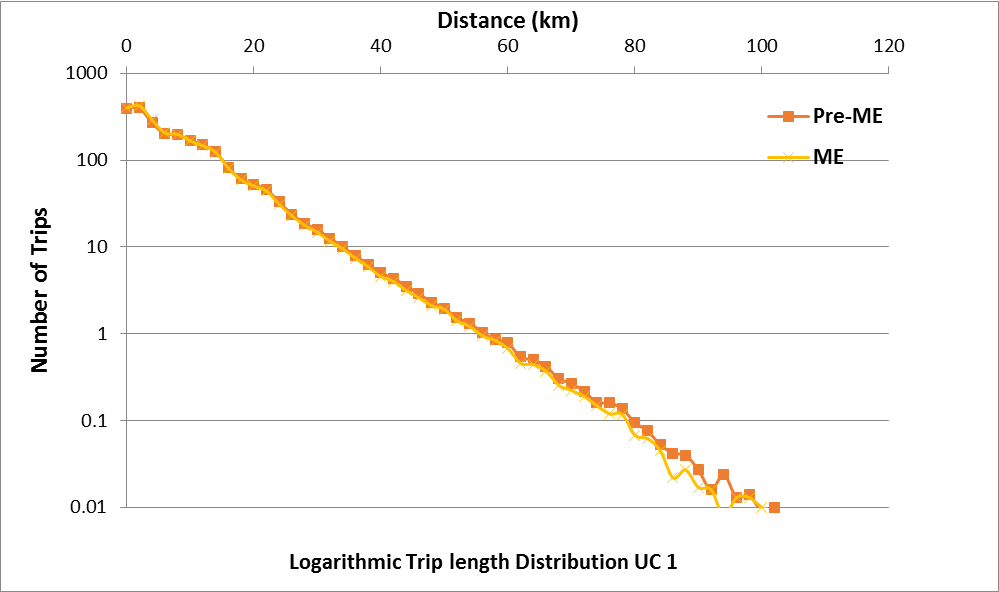 Distance (km)
0 20 40 60 80 100 120
1000
100
10
1
0.1
0.01
Number of Trips
Pre-ME
ME
Logarithmic Trip length Distribution UC 1